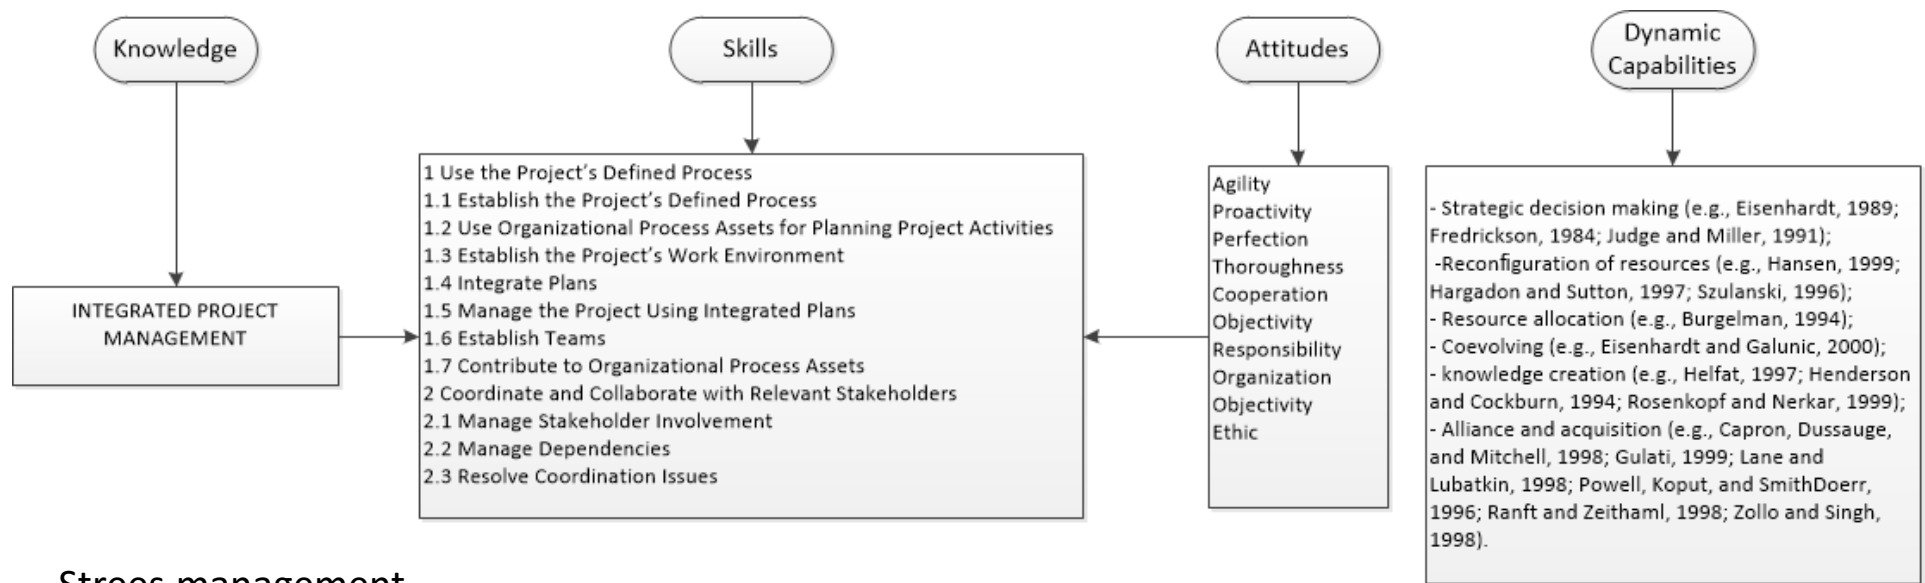 Knowledge
Skills
Attitudes
Dynamic
Capabilities
INTEGRATED PROJECT
MANAGEMENT
1 Use the Project's Defined Process
1.1 Establish the Project's Defined Process
1.2 Use Organizational Process Assets for Planning Project Activities
1.3 Establish the Project's Work Environment
1.4 Integrate Plans
1.5 Manage the Project Using Integrated Plans
1.6 Establish Teams
1.7 Contribute to Organizational Process Assets
2 Coordinate and Collaborate with Relevant Stakeholders
2.1 Manage Stakeholder Involvement
2.2 Manage Dependencies
2.3 Resolve Coordination Issues
Agility
Proactivity
Perfection
Thoroughness
Cooperation
Objectivity
Responsibility
Organization
Objectivity
Ethic
- Strategic decision making (e.g., Eisenhardt, 1989;
Fredrickson, 1984; Judge and Miller, 1991);
-Reconfiguration of resources (e.g., Hansen, 1999;
Hargadon and Sutton, 1997; Szulanski, 1996);
- Resource allocation (e.g., Burgelman, 1994);
- Coevolving (e.g., Eisenhardt and Galunic, 2000);
- knowledge creation (e.g., Helfat, 1997; Henderson
and Cockburn, 1994; Rosenkopf and Nerkar, 1999);
- Alliance and acquisition (e.g., Capron, Dussauge,
and Mitchell, 1998; Gulati, 1999; Lane and
Lubatkin, 1998; Powell, Koput, and SmithDoerr,
1996; Ranft and Zeithaml, 1998; Zollo and Singh,
1998).
management